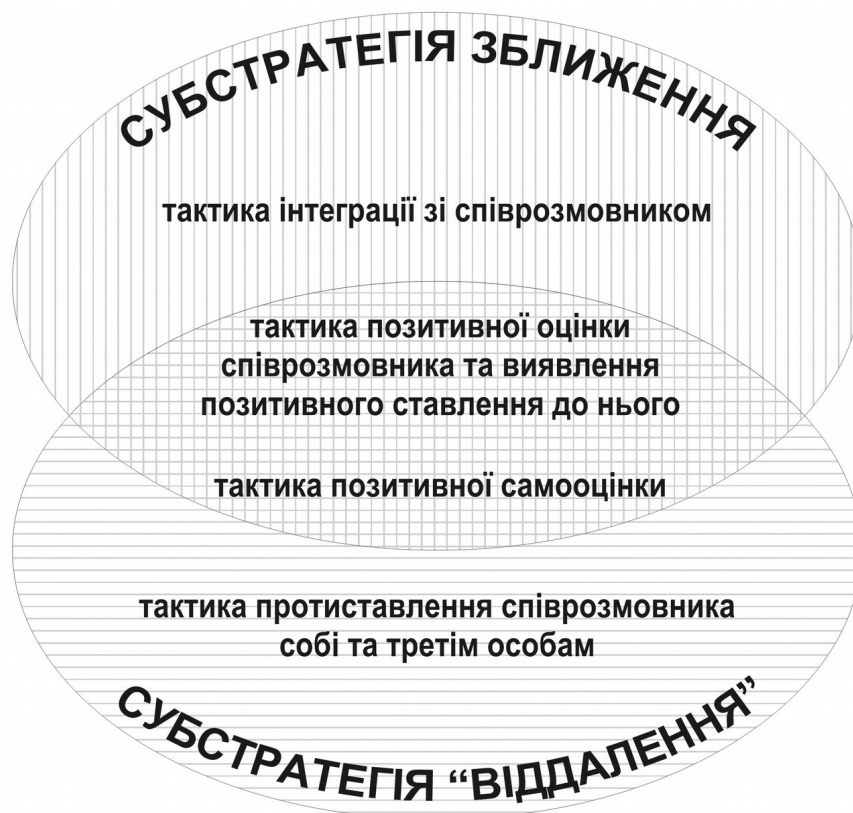 СУБСТРАТЕГІЯ ЗБЛИЖЕННЯ
тактика інтеграції зі співрозмовником
тактика позитивної оцінки
співрозмовника та виявлення
позитивного ставлення до нього
тактика позитивної самооцінки
тактика протиставлення співрозмовника
собі та третім особам
СУБСТРАТЕГІЯ “ВІДДАЛЕННЯ”